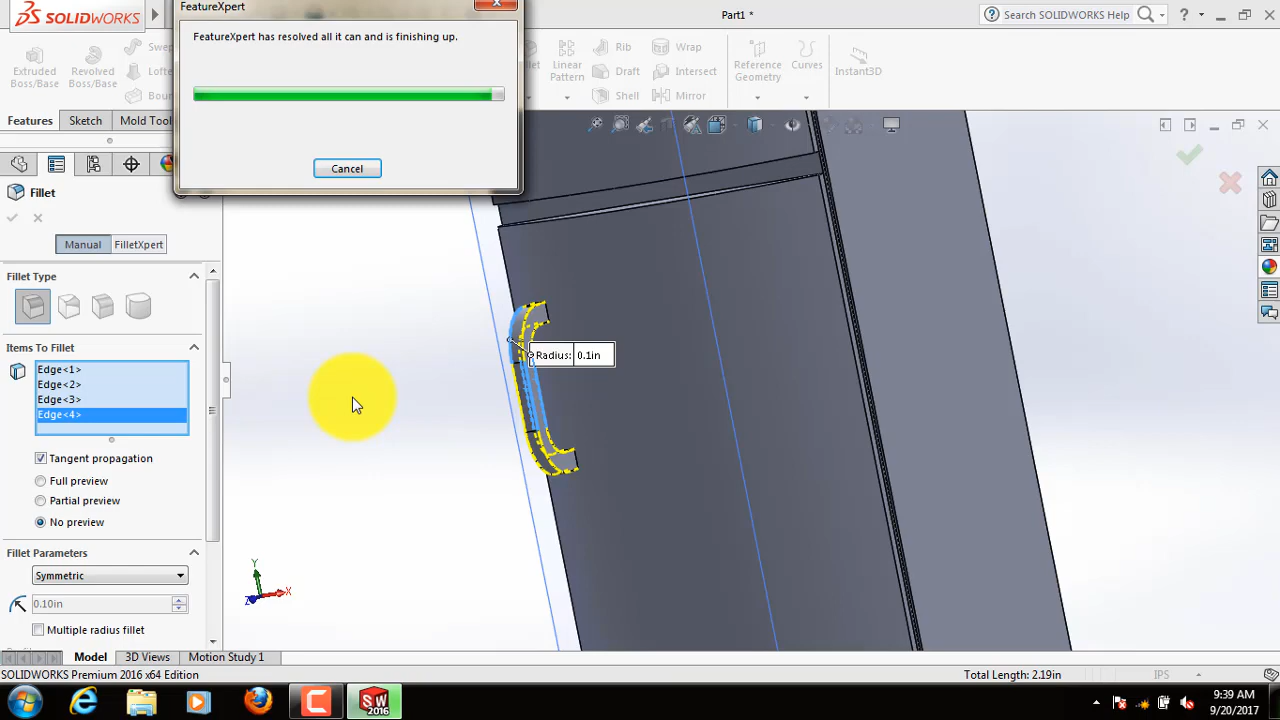 FeatureXpert
SOLIDWORKS
Part1 *
Search SOLIDWORKS Help
FeatureXpert has resolved all it can and is finishing up.
Cancel
Extruded
Boss/Base
Revolved
Boss/Base
Linear
Pattern
Rib
Draft
Shell
Wrap
Intersect
Mirror
Reference
Geometry
Curves
Instant3D
Features
Sketch
Fillet
Manual
FilletXpert
Fillet Type
Items To Fillet
Edge<1>
Edge<2>
Edge<3>
Edge<4>
Tangent propagation
Full preview
Partial preview
No preview
Fillet Parameters
Symmetric
0.10in
Multiple radius fillet
Radius: 0.1in
Y
X
Z
Model
3D Views
Motion Study 1
SOLIDWORKS Premium 2016 x64 Edition
Total Length: 2.19in
IPS
SW
2016
9:39 AM
9/20/2017